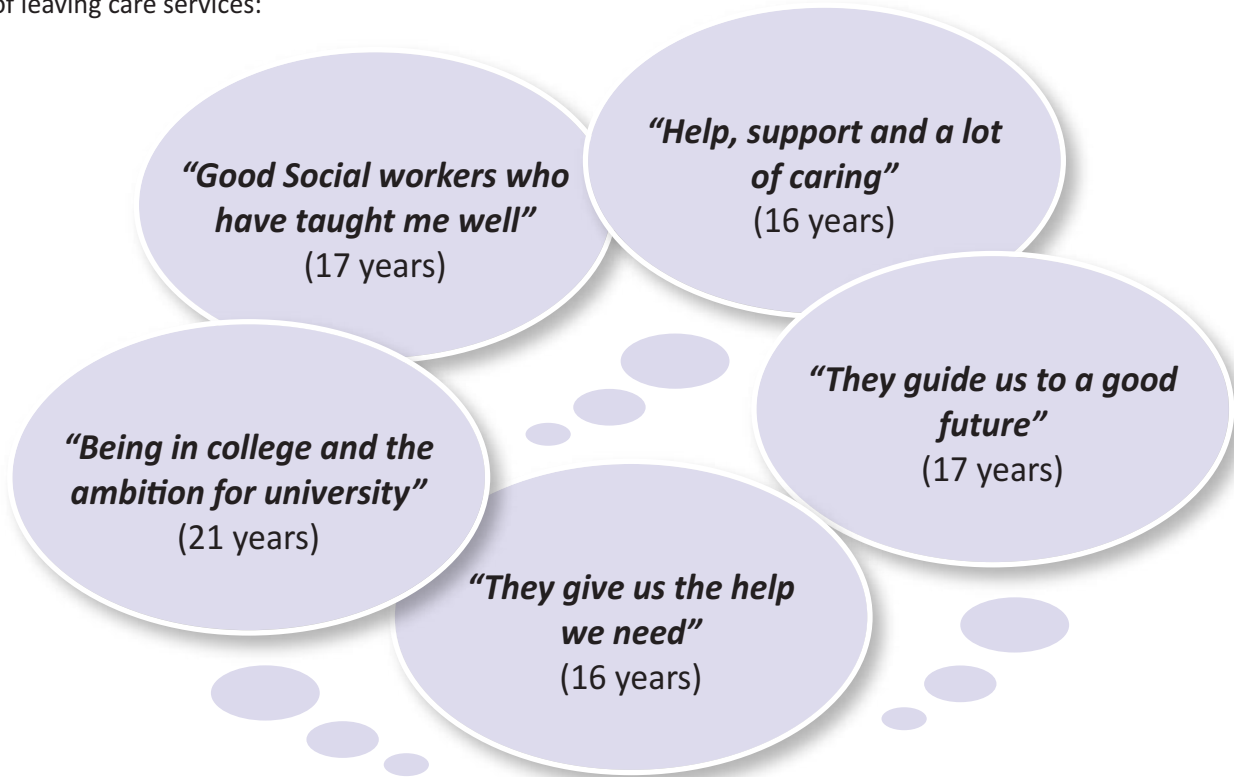 of leaving care services:
“Good Social workers who
have taught me well”
(17 years)
“Help, support and a lot
of caring”
(16 years)
“They guide us to a good
future”
(17 years)
“Being in college and the
ambition for university”
(21 years)
“They give us the help
we need”
(16 years)